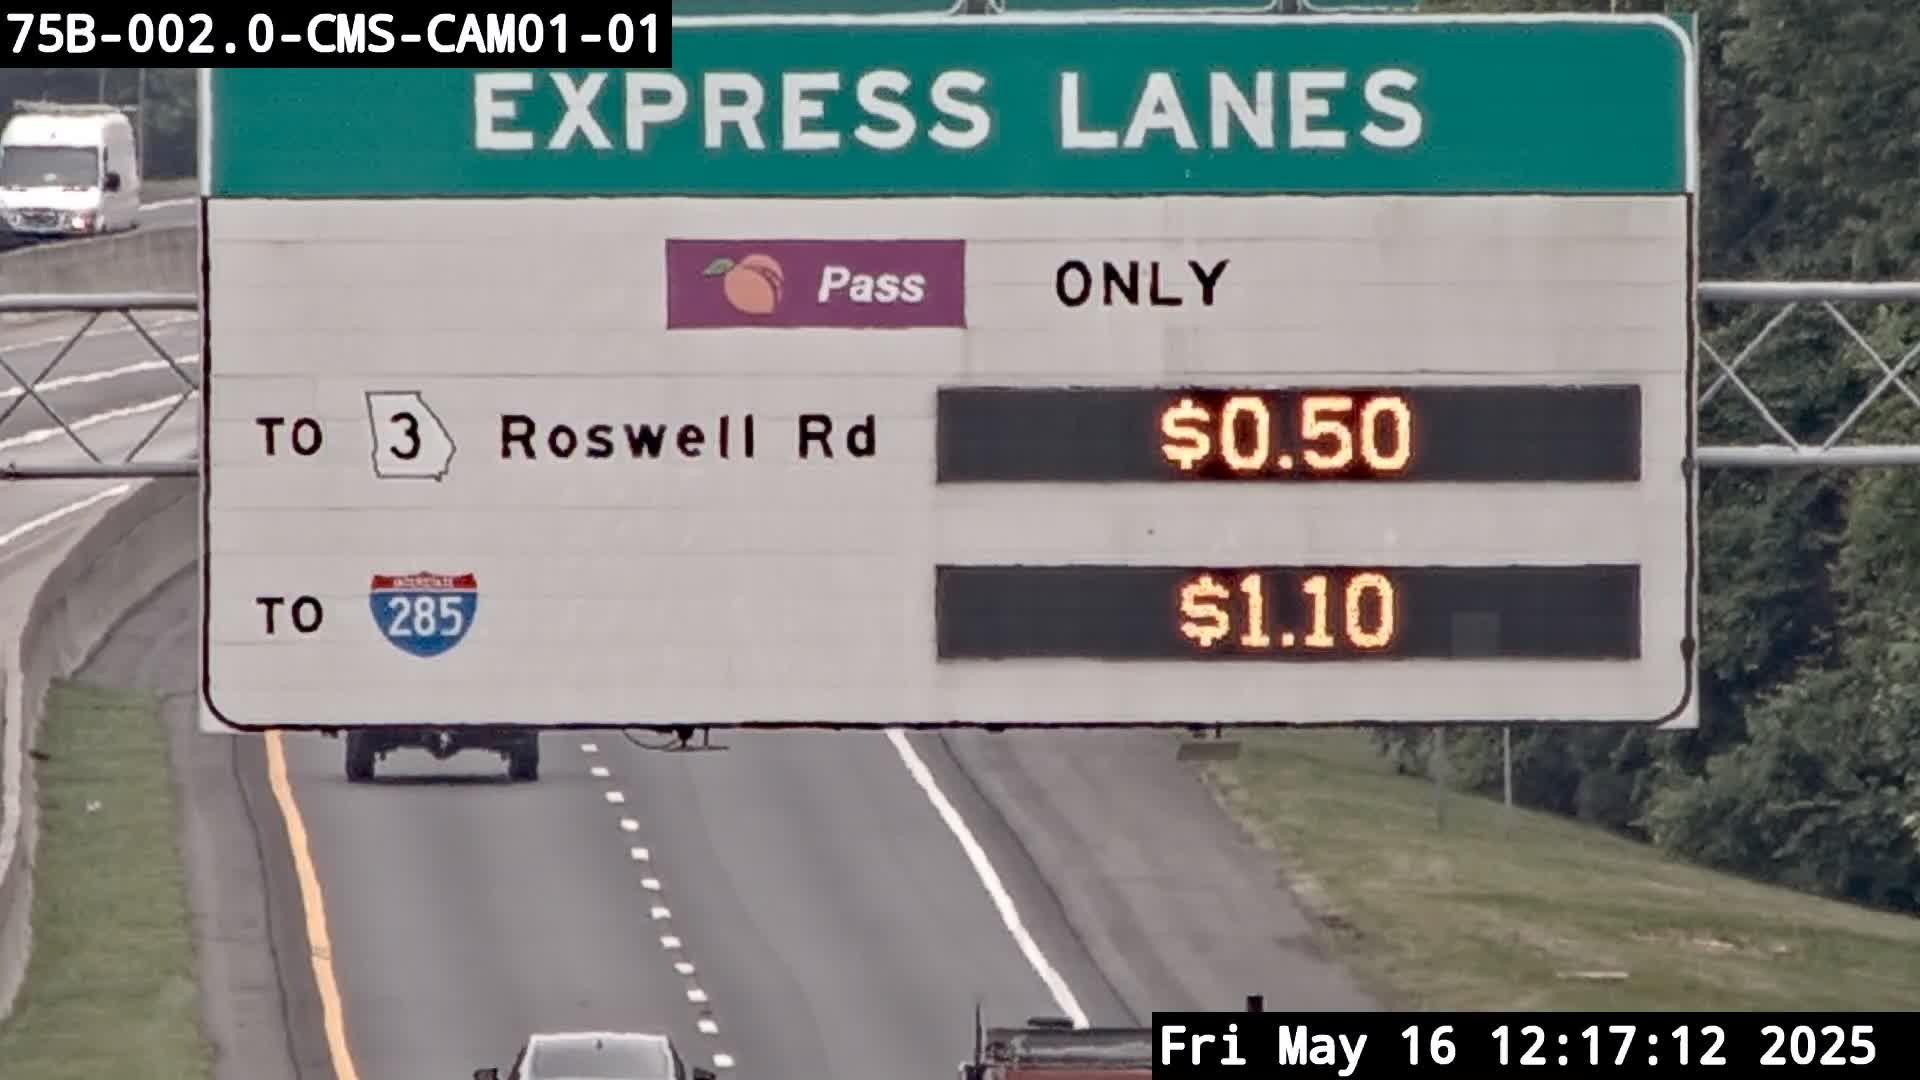 75B-002.0-CMS-CAM01-01
EXPRESS LANES
Pass ONLY
TO 3 Roswell Rd $0.50
INTERSTATE
TO 285 $1.10
Fri May 16 12:17:12 2025